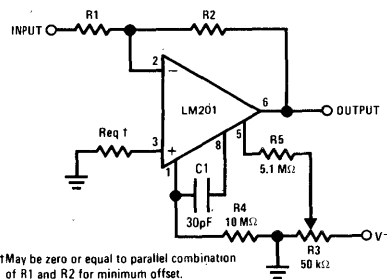 R1
R2
INPUT
2
−
LM201
6
OUTPUT
Req †
3
+
1
8
5
C1
30pF
R5
5.1 MΩ
R4
10 MΩ
V−
R3
50 kΩ
†May be zero or equal to parallel combination
of R1 and R2 for minimum offset.